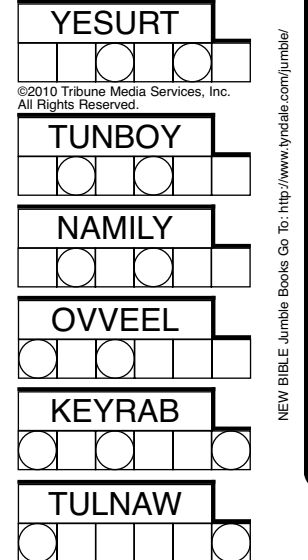 YESURT
©2010 Tribune Media Services, Inc.
All Rights Reserved.
TUNBOY
NAMILY
OVVEEL
KEYRAB
TULNAW
NEW BIBLE Jumble Books Go To: http://www.tyndale.com/jumble/